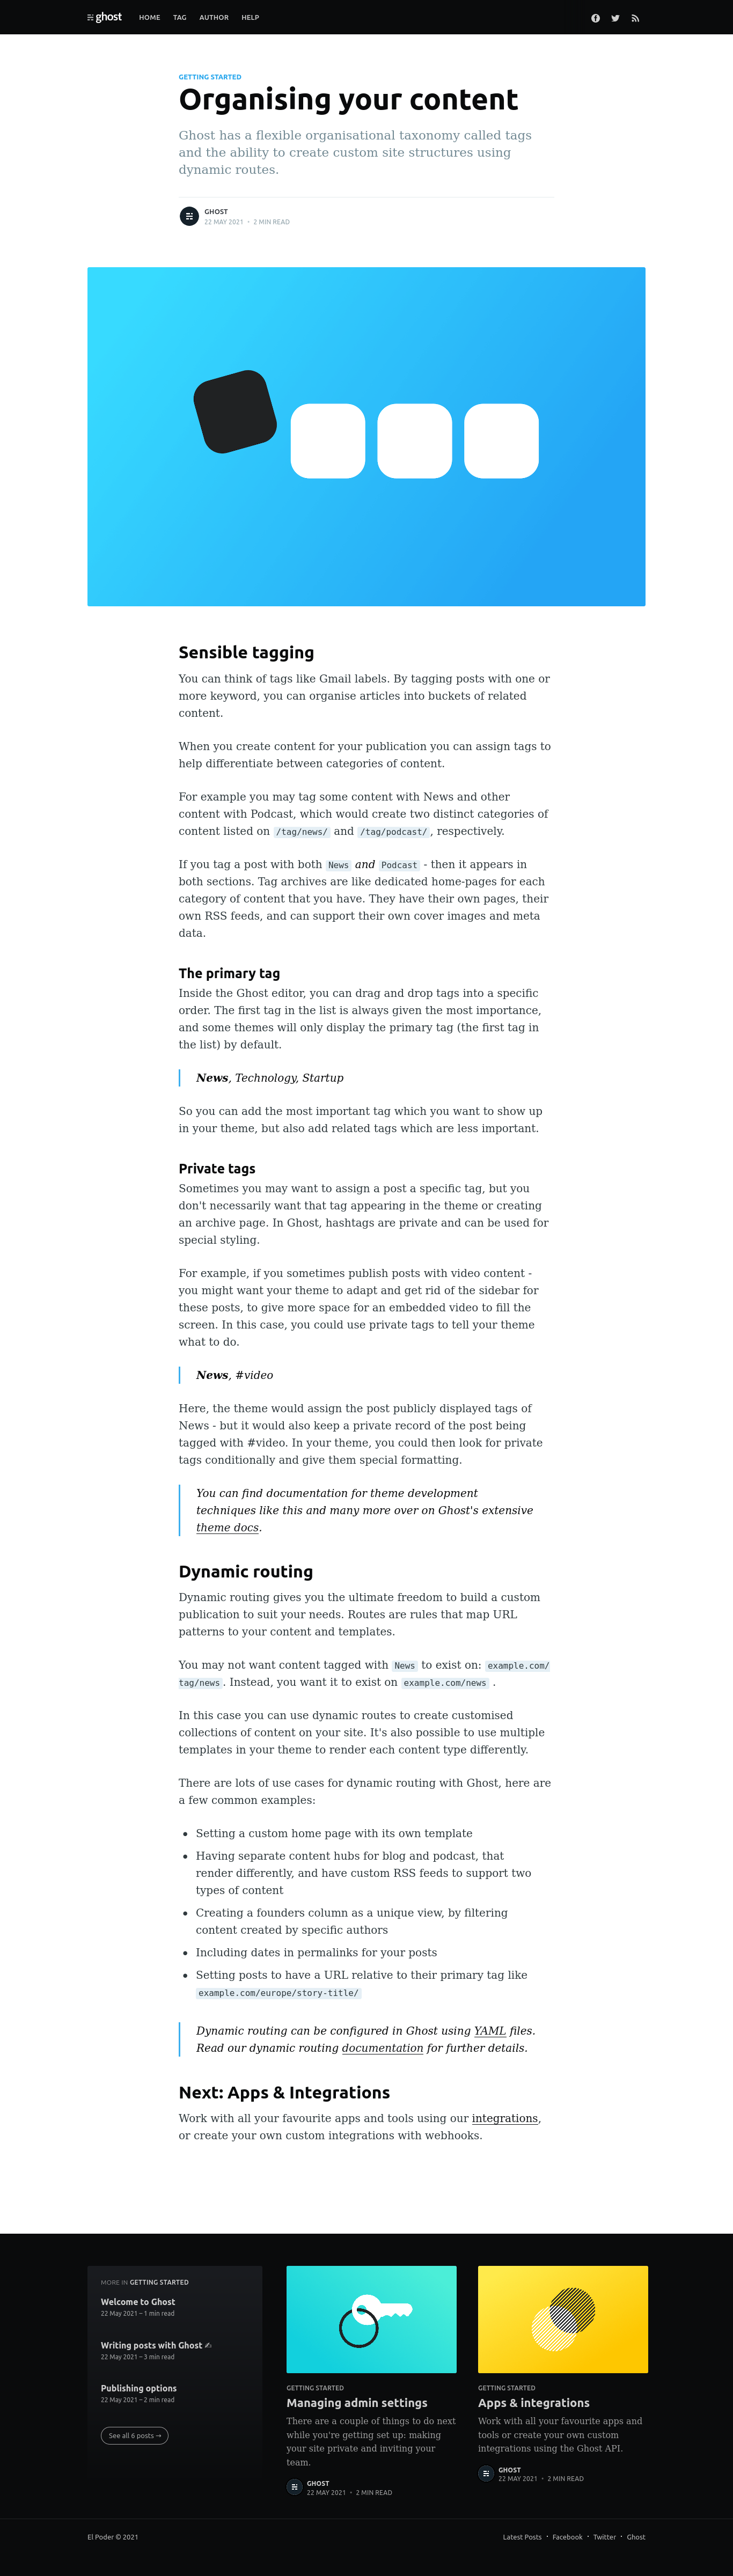 ghost HOME TAG AUTHOR HELP
GETTING STARTED
Organising your content
Ghost has a flexible organisational taxonomy called tags
and the ability to create custom site structures using
dynamic routes.
GHOST
22 MAY 2021 • 2 MIN READ
Sensible tagging
You can think of tags like Gmail labels. By tagging posts with one or
more keyword, you can organise articles into buckets of related
content.
When you create content for your publication you can assign tags to
help differentiate between categories of content.
For example you may tag some content with News and other
content with Podcast, which would create two distinct categories of
content listed on /tag/news/ and /tag/podcast/, respectively.
If you tag a post with both News and Podcast - then it appears in
both sections. Tag archives are like dedicated home-pages for each
category of content that you have. They have their own pages, their
own RSS feeds, and can support their own cover images and meta
data.
The primary tag
Inside the Ghost editor, you can drag and drop tags into a specific
order. The first tag in the list is always given the most importance,
and some themes will only display the primary tag (the first tag in
the list) by default.
News, Technology, Startup
So you can add the most important tag which you want to show up
in your theme, but also add related tags which are less important.
Private tags
Sometimes you may want to assign a post a specific tag, but you
don't necessarily want that tag appearing in the theme or creating
an archive page. In Ghost, hashtags are private and can be used for
special styling.
For example, if you sometimes publish posts with video content -
you might want your theme to adapt and get rid of the sidebar for
these posts, to give more space for an embedded video to fill the
screen. In this case, you could use private tags to tell your theme
what to do.
News, #video
Here, the theme would assign the post publicly displayed tags of
News - but it would also keep a private record of the post being
tagged with #video. In your theme, you could then look for private
tags conditionally and give them special formatting.
You can find documentation for theme development
techniques like this and many more over on Ghost's extensive
theme docs.
Dynamic routing
Dynamic routing gives you the ultimate freedom to build a custom
publication to suit your needs. Routes are rules that map URL
patterns to your content and templates.
You may not want content tagged with News to exist on: example.com/
tag/news. Instead, you want it to exist on example.com/news .
In this case you can use dynamic routes to create customised
collections of content on your site. It's also possible to use multiple
templates in your theme to render each content type differently.
There are lots of use cases for dynamic routing with Ghost, here are
a few common examples:
• Setting a custom home page with its own template
• Having separate content hubs for blog and podcast, that
render differently, and have custom RSS feeds to support two
types of content
• Creating a founders column as a unique view, by filtering
content created by specific authors
• Including dates in permalinks for your posts
• Setting posts to have a URL relative to their primary tag like
example.com/europe/story-title/
Dynamic routing can be configured in Ghost using YAML files.
Read our dynamic routing documentation for further details.
Next: Apps & Integrations
Work with all your favourite apps and tools using our integrations,
or create your own custom integrations with webhooks.
MORE IN GETTING STARTED
Welcome to Ghost
22 May 2021 – 1 min read
Writing posts with Ghost ✍
22 May 2021 – 3 min read
Publishing options
22 May 2021 – 2 min read
See all 6 posts →
GETTING STARTED
Managing admin settings
There are a couple of things to do next
while you're getting set up: making
your site private and inviting your
team.
GHOST
22 MAY 2021 • 2 MIN READ
GETTING STARTED
Apps & integrations
Work with all your favourite apps and
tools or create your own custom
integrations using the Ghost API.
GHOST
22 MAY 2021 • 2 MIN READ
El Poder © 2021
Latest Posts • Facebook • Twitter • Ghost